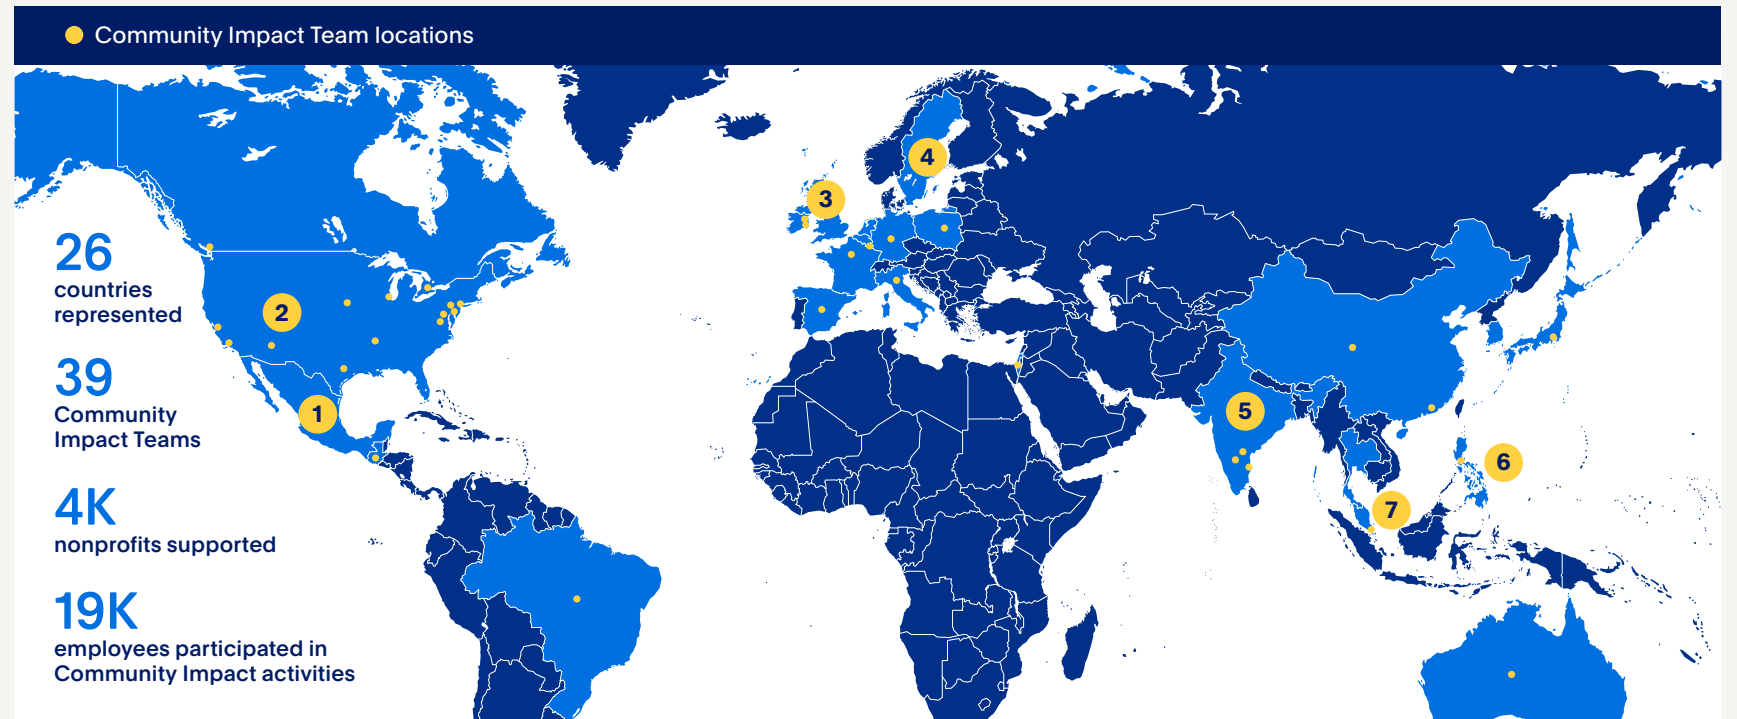 Community Impact Team locations
26
countries
represented
39
Community
Impact Teams
4K
nonprofits supported
19K
employees participated in
Community Impact activities
1
2
3
4
5
6
7